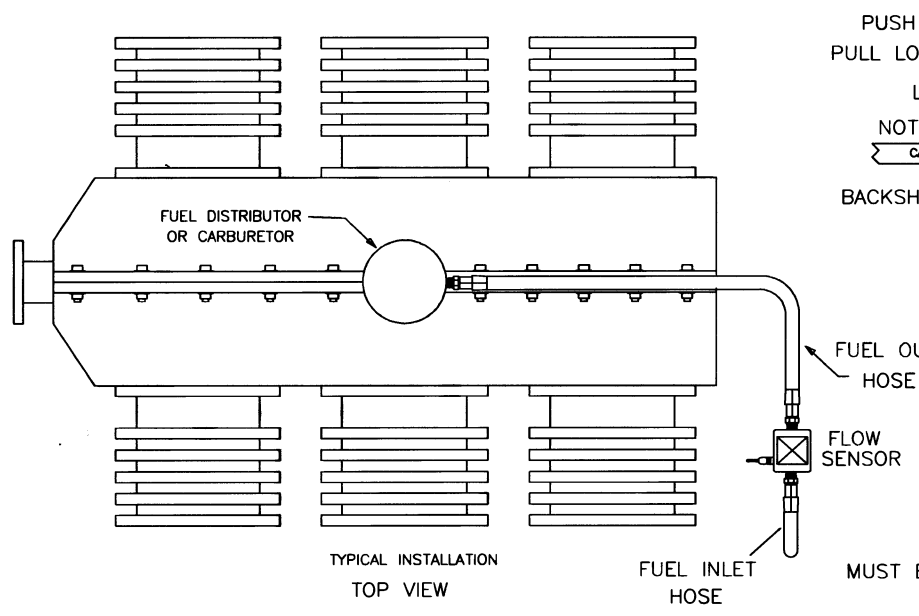 PUSH
PULL LO
L
NOT
BACKSH
FUEL DISTRIBUTOR
OR CARBURETOR
FUEL OU
HOSE
FLOW
SENSOR
TYPICAL INSTALLATION
TOP VIEW
FUEL INLET
HOSE
MUST